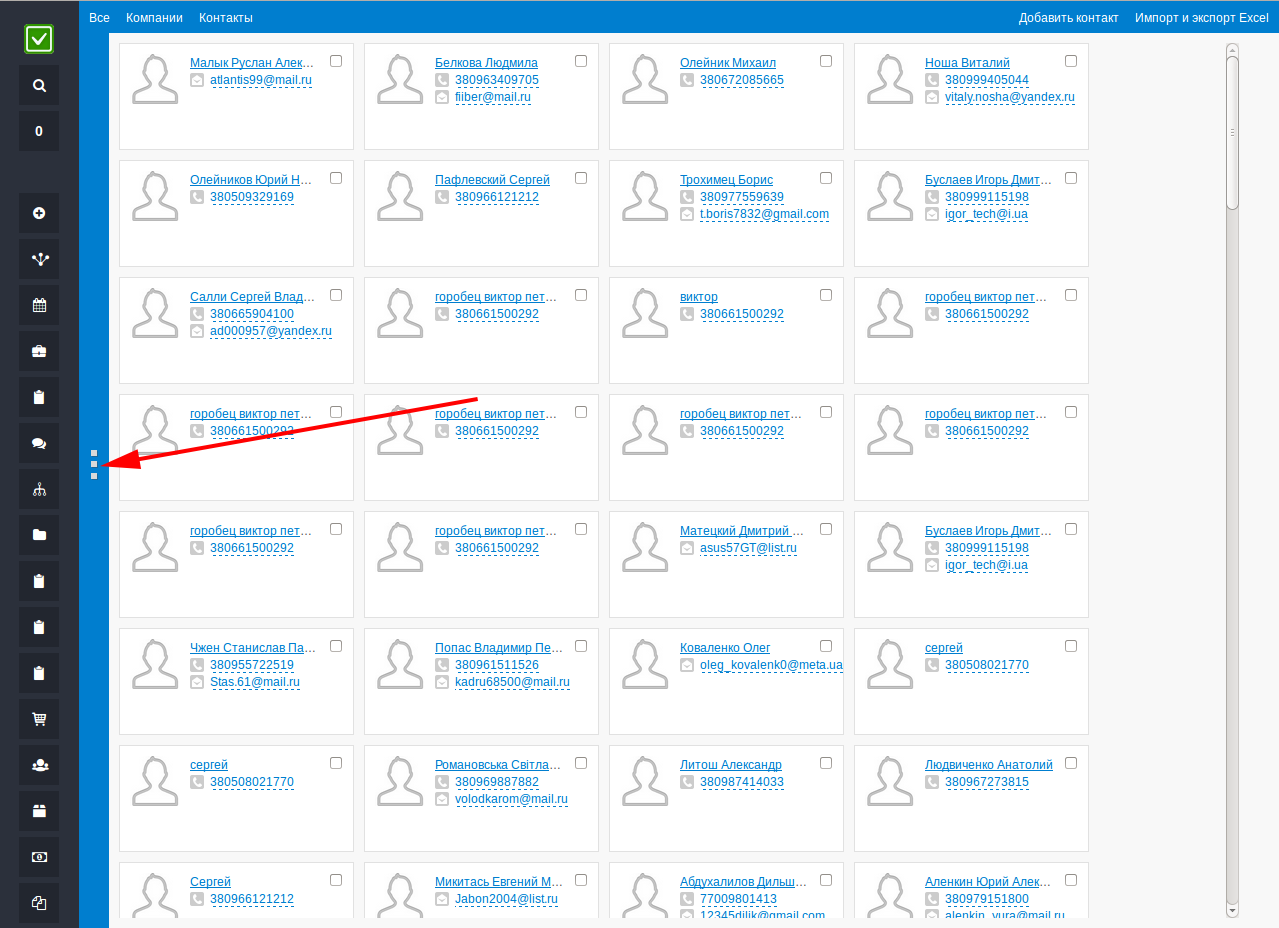 Все Компании Контакты Добавить контакт Импорт и экспорт Excel
0
Малык Руслан Алек...
atlantis99@mail.ru
Белкова Людмила
380963409705
fiiber@mail.ru
Олейник Михаил
380672085665
Ноша Виталий
380999405044
vitaly.nosha@yandex.ru
Олейников Юрий Н...
380509329169
Пафлевский Сергей
380966121212
Трохимец Борис
380977559639
t.boris7832@gmail.com
Буслаев Игорь Дмит...
380999115198
igor_tech@i.ua
Салли Сергей Влад...
380665904100
ad000957@yandex.ru
горобец виктор пет...
380661500292
виктор
380661500292
горобец виктор пет...
380661500292
горобец виктор пет...
380661500292
горобец виктор пет...
380661500292
горобец виктор пет...
380661500292
горобец виктор пет...
380661500292
горобец виктор пет...
380661500292
горобец виктор пет...
380661500292
Матецкий Дмитрий ...
asus57GT@list.ru
Буслаев Игорь Дмит...
380999115198
igor_tech@i.ua
Чжен Станислав Па...
380955722519
Stas.61@mail.ru
Попас Владимир Пе...
380961511526
kadru68500@mail.ru
Коваленко Олег
oleg_kovalenk0@meta.ua
сергей
380508021770
сергей
380508021770
Романовська Світла...
380969887882
volodkarom@mail.ru
Литош Александр
380987414033
Людвиченко Анатолий
380967273815
Сергей
380966121212
Микитась Евгений М...
Jabon2004@list.ru
Абдухалилов Дильш...
77009801413
12345dilik@gmail.com
Аленкин Юрий Алек...
380979151800
alenkin_yura@mail.ru